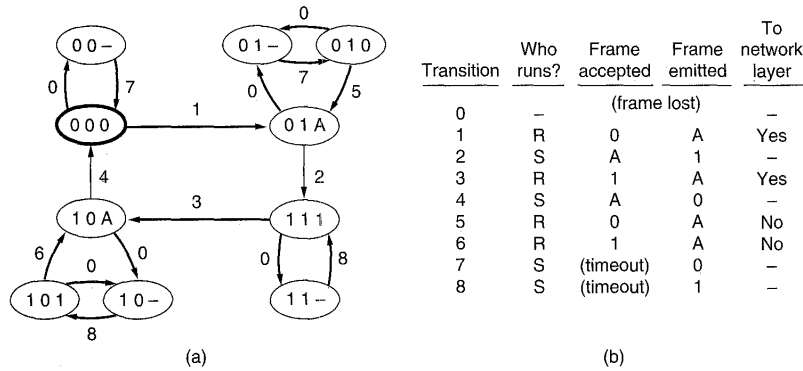 0 0 –
0 1 –
0
0 1 0
7
0
7
0
5
0 0 0
1
0 1 A
4
2
1 0 A
3
1 1 1
6
0
0
0
8
1 0 1
1 0 –
8
1 1 –
(a)
Transition Who runs? Frame accepted Frame emitted To network layer
0 – (frame lost) –
1 R 0 A Yes
2 S A 1 –
3 R 1 A Yes
4 S A 0 –
5 R 0 A No
6 R 1 A No
7 S (timeout) 0 –
8 S (timeout) 1 –
(b)